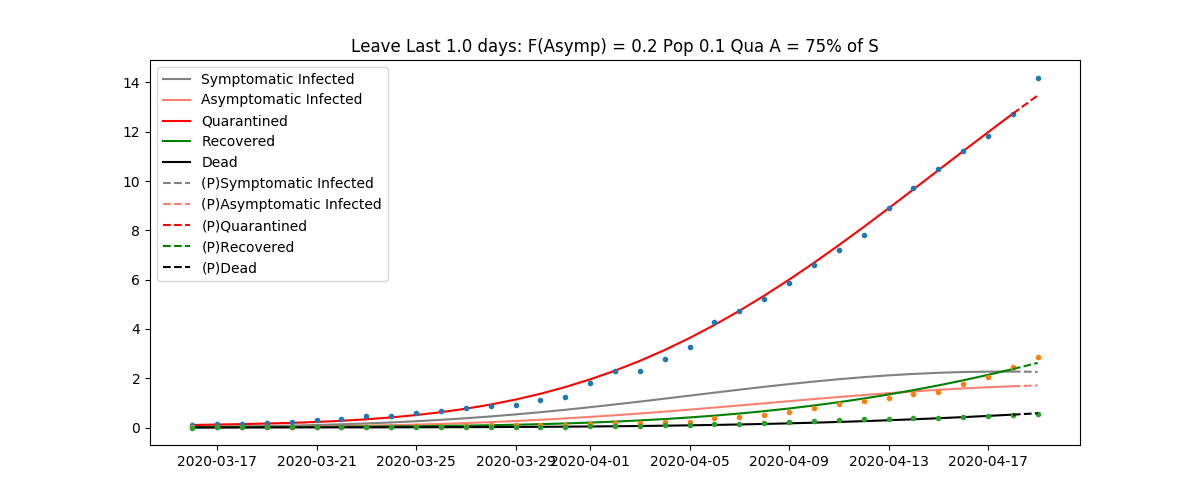 Leave Last 1.0 days: F(Asymp) = 0.2 Pop 0.1 Qua A = 75% of S
14
12
10
8
6
4
2
0
Symptomatic Infected
Asymptomatic Infected
Quarantined
Recovered
Dead
(P)Symptomatic Infected
(P)Asymptomatic Infected
(P)Quarantined
(P)Recovered
(P)Dead
2020-03-17 2020-03-21 2020-03-25 2020-03-29 2020-04-01 2020-04-05 2020-04-09 2020-04-13 2020-04-17